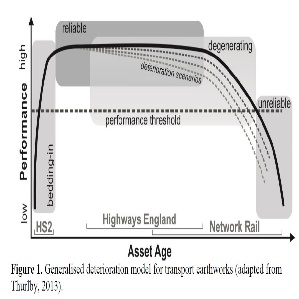 reliable
degenerating
deterioration scenarios
unreliable
performance threshold
bedding-in
high
Performance
low
HS2
Highways England
Network Rail
Asset Age
Figure 1. Generalised deterioration model for transport earthworks (adapted from
Thurlby, 2013).